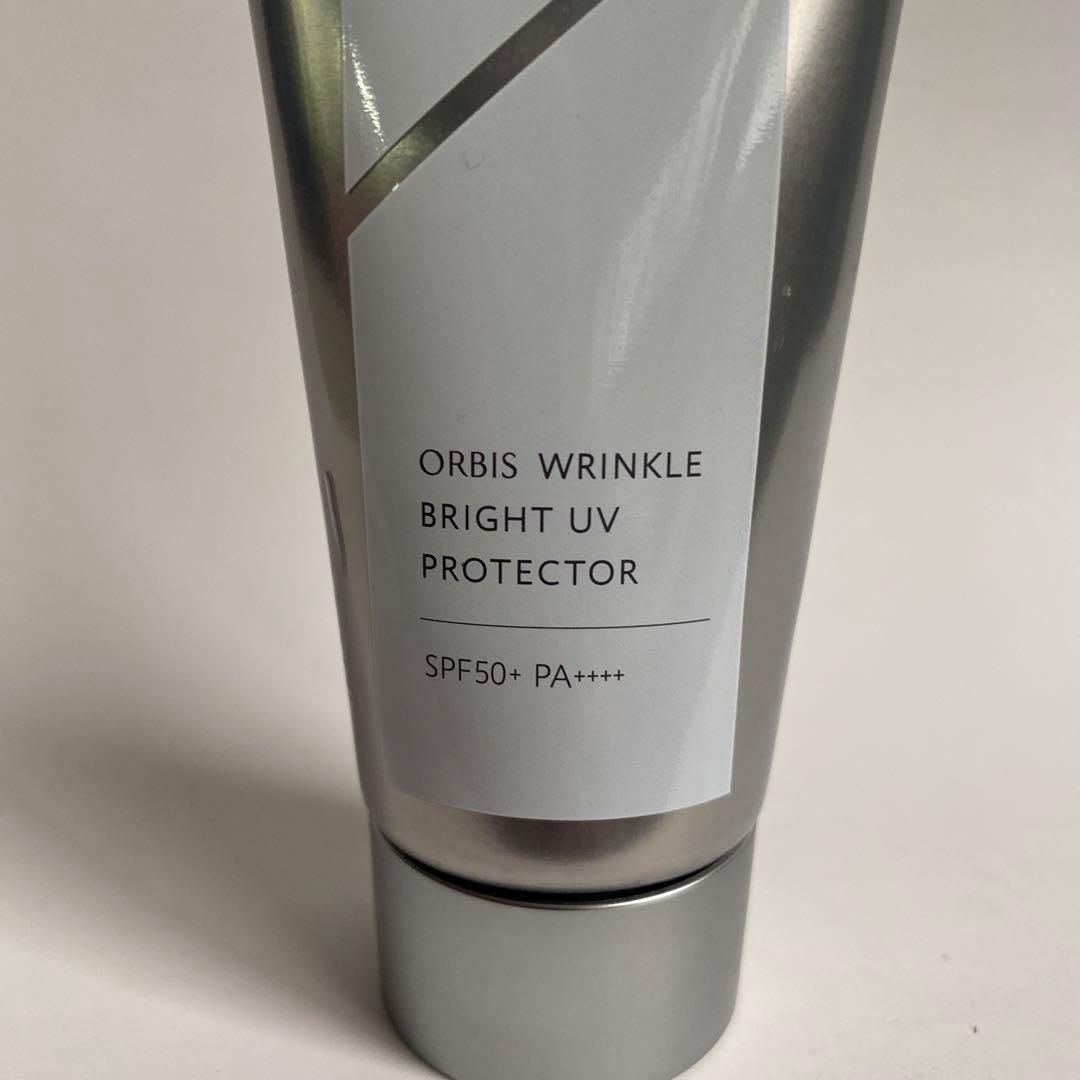 ORBIS WRINKLE
BRIGHT UV
PROTECTOR
SPF50+ PA++++